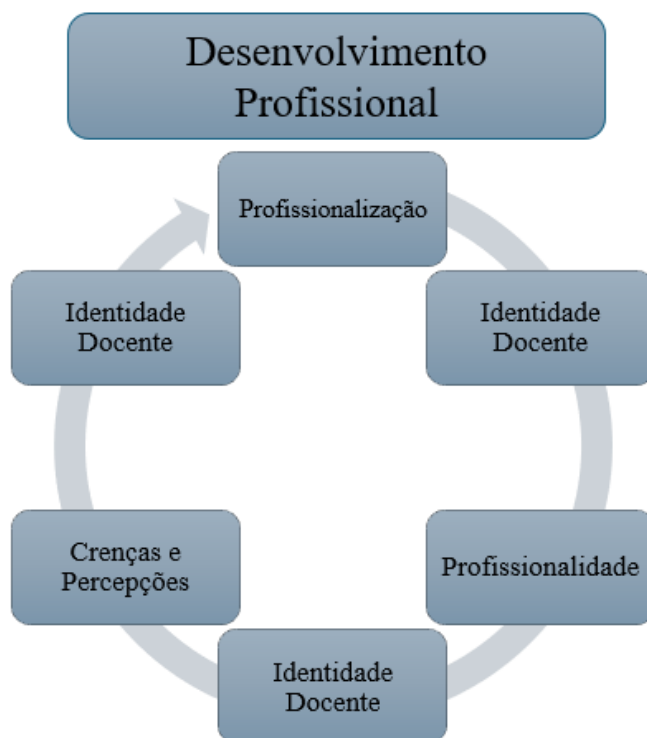 Desenvolvimento
Profissional
Profissionalização
Identidade
Docente
Identidade
Docente
Crenças e
Percepções
Profissionalidade
Identidade
Docente